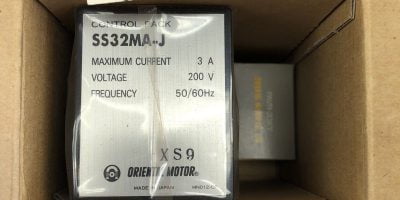 CONTROL PACK
SS32MA-J
MAXIMUM CURRENT 3 A
VOLTAGE 200 V
FREQUENCY 50/60Hz
XS9
ORIENTAL MOTOR®
MADE IN JAPAN